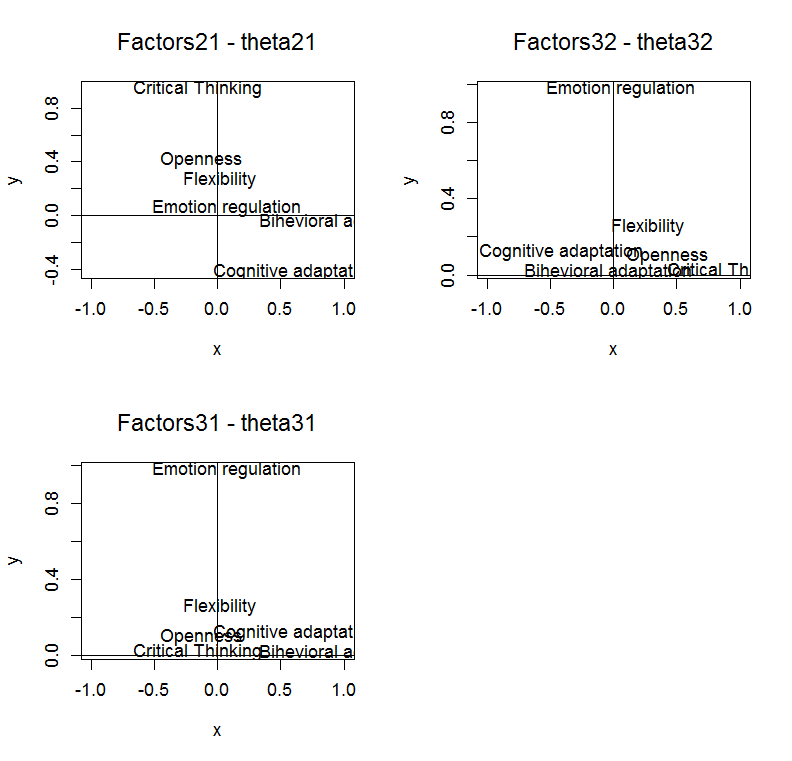 Factors21 - theta21
Critical Thinking
Openness
Flexibility
Emotion regulation
Bihevioral a
Cognitive adaptat
0.8
0.4
0.0
-0.4
y
-1.0 -0.5 0.0 0.5 1.0
x
Factors32 - theta32
Emotion regulation
Flexibility
Cognitive adaptation
Openness
Bihevioral adaptation
Critical Th
0.8
0.4
0.0
y
-1.0 -0.5 0.0 0.5 1.0
x
Factors31 - theta31
Emotion regulation
Flexibility
Cognitive adaptat
Openness
Critical Thinking
Bihevioral a
0.8
0.4
0.0
y
-1.0 -0.5 0.0 0.5 1.0
x